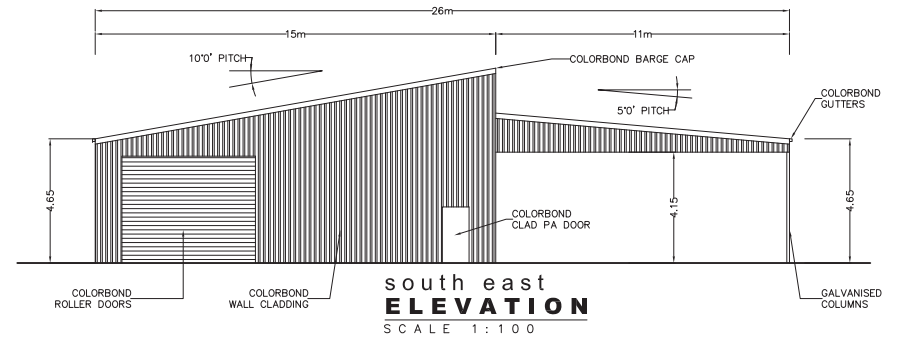 26m
15m
11m
10°0' PITCH
COLORBOND BARGE CAP
5°0' PITCH
COLORBOND
GUTTERS
4.65
4.15
4.65
COLORBOND
CLAD PA DOOR
COLORBOND
ROLLER DOORS
COLORBOND
WALL CLADDING
GALVANISED
COLUMNS
south east
ELEVATION
SCALE 1:100